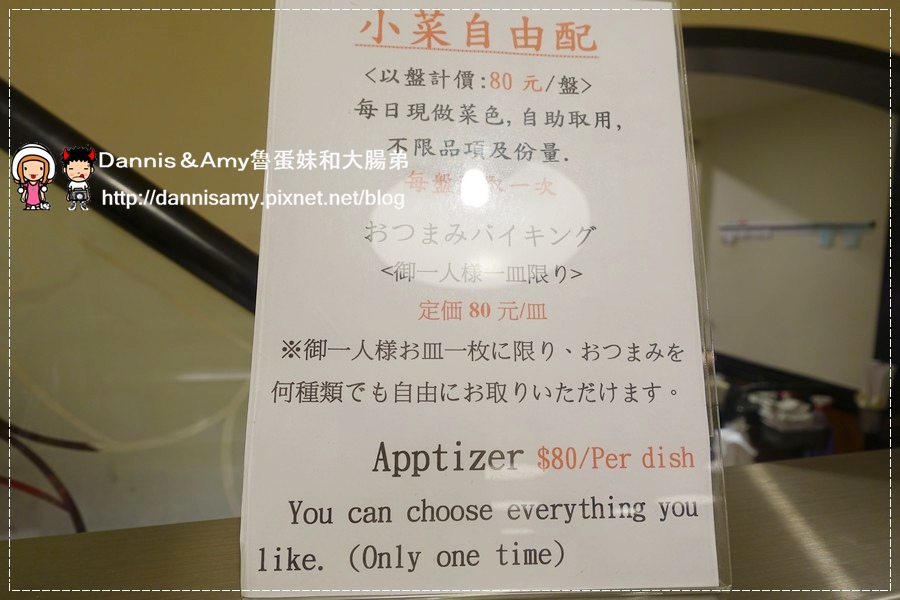 小菜自由配
<以盤計價:80 元/盤>
每日現做菜色,自助取用,
不限品項及份量.
每盤 一次
Dannis＆Amy魯蛋妹和大腸弟
http://dannisamy.pixnet.net/blog
おつまみバイキング
<御一人様一皿限り>
定価 80 元/皿
※御一人様お皿一枚に限り、おつまみを
何種類でも自由にお取りいただけます。
Apptizer $80/Per dish
You can choose everything you
like. (Only one time)